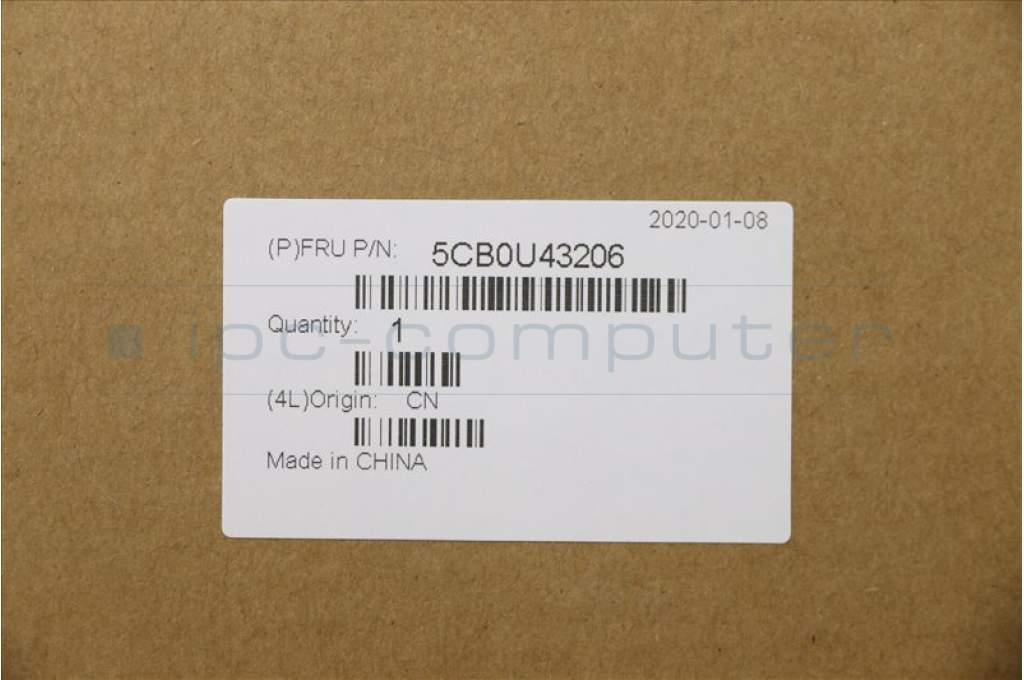 2020-01-08
(P)FRU P/N: 5CB0U43206
Quantity: 1
ipc-computer
(4L)Origin: CN
Made in CHINA